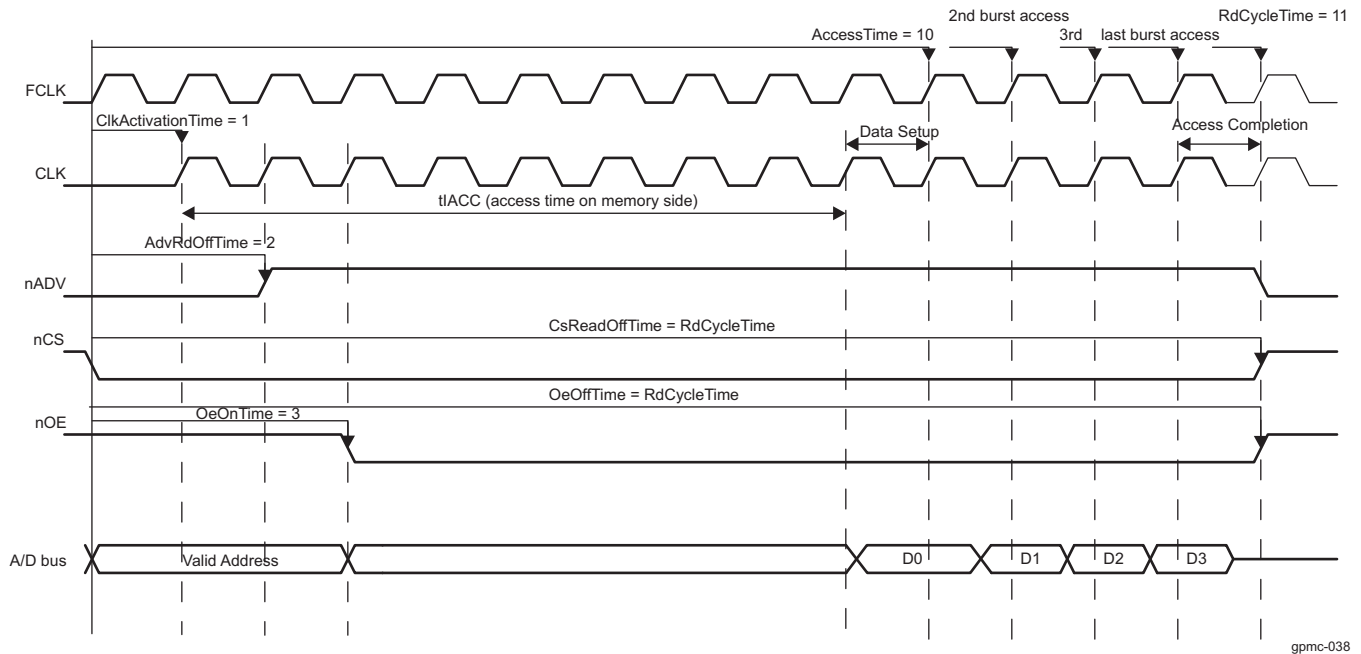 2nd burst access
RdCycleTime = 11
AccessTime = 10
3rd
last burst access
FCLK
ClkActivationTime = 1
Data Setup
Access Completion
CLK
tIACC (access time on memory side)
AdvRdOffTime = 2
nADV
CsReadOffTime = RdCycleTime
nCS
OeOffTime = RdCycleTime
OeOnTime = 3
nOE
A/D bus
Valid Address
D0
D1
D2
D3
gpmc-038